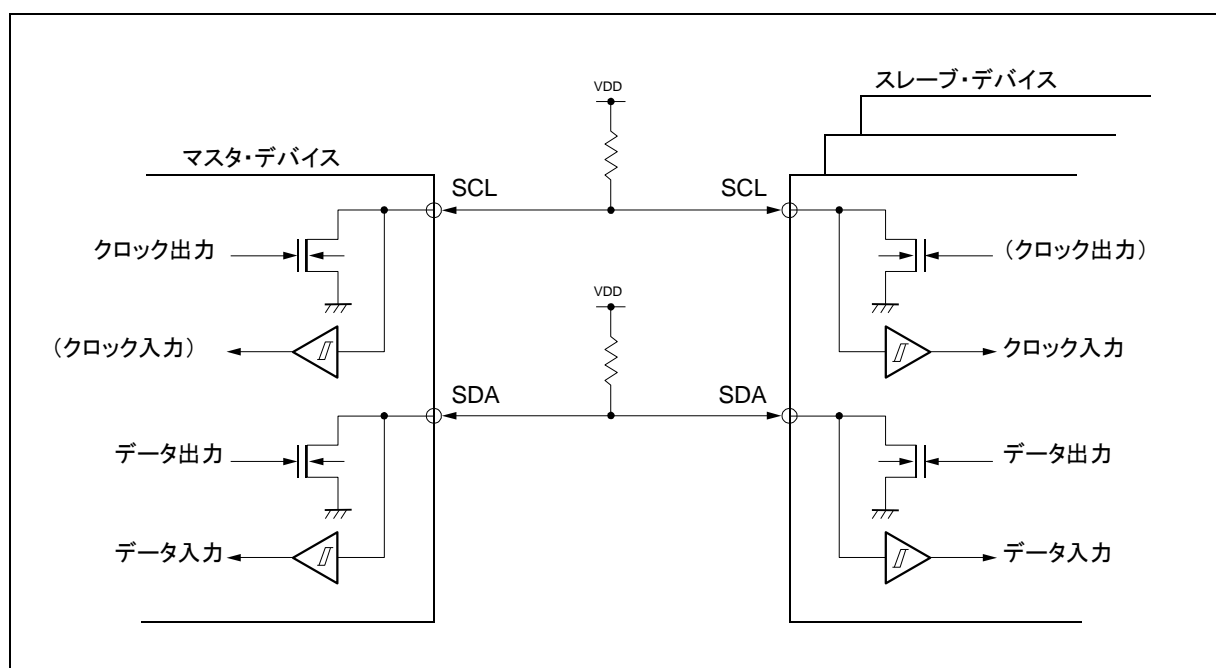 スレーブ・デバイス
VDD
マスタ・デバイス
SCL
SCL
クロック出力
(クロック出力)
(クロック入力)
クロック入力
VDD
SDA
SDA
データ出力
データ出力
データ入力
データ入力